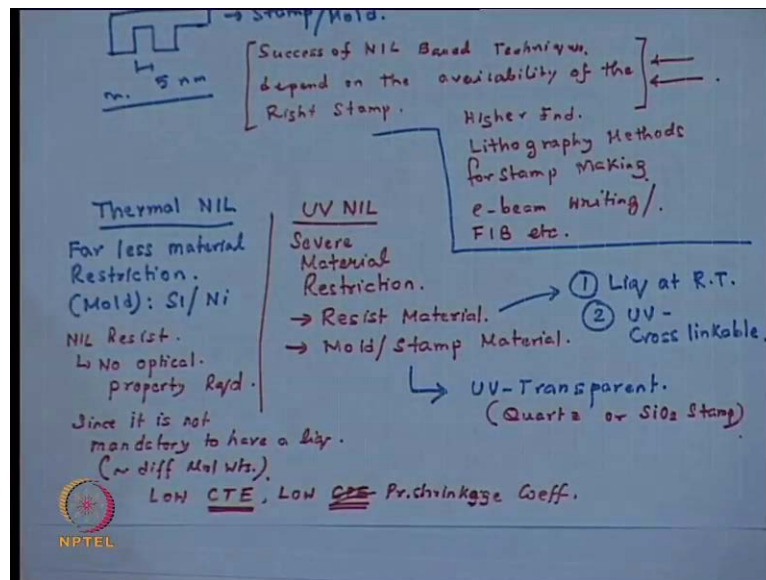 → Stamp/Mold.
5 nm
m.
Success of NIL Based Technique.
depend on the availability of the
Right Stamp.
Higher End.
Lithography Methods
for Stamp Making
e-beam Writing/.
FIB etc.
Thermal NIL
Far less material
Restriction.
(Mold): Si/Ni
NIL Resist.
↳ No optical.
property Rqd.
Since it is not
mandatory to have a liq.
(~ diff Mol Wts.)
Low CTE, Low Pr. shrinkage Coeff.
UV NIL
Severe
Material
Restriction.
→ Resist Material.
→ Mold/Stamp Material.
① Liq at R.T.
② UV-
Cross linkable.
UV-Transparent.
(Quartz or SiO2 Stamp)
NPTEL